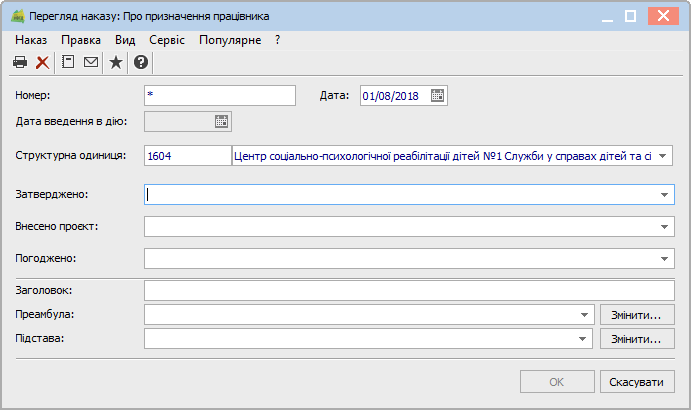 Перегляд наказу: Про призначення працівника
Наказ Правка Вид Сервіс Популярне ?
Номер: * Дата: 01/08/2018
Дата введення в дію:
Структурна одиниця: 1604 Центр соціально-психологічної реабілітації дітей №1 Служби у справах дітей та сі
Затверджено:
Внесено проєкт:
Погоджено:
Заголовок:
Преамбула: Змінити...
Підстава: Змінити...
OK Скасувати